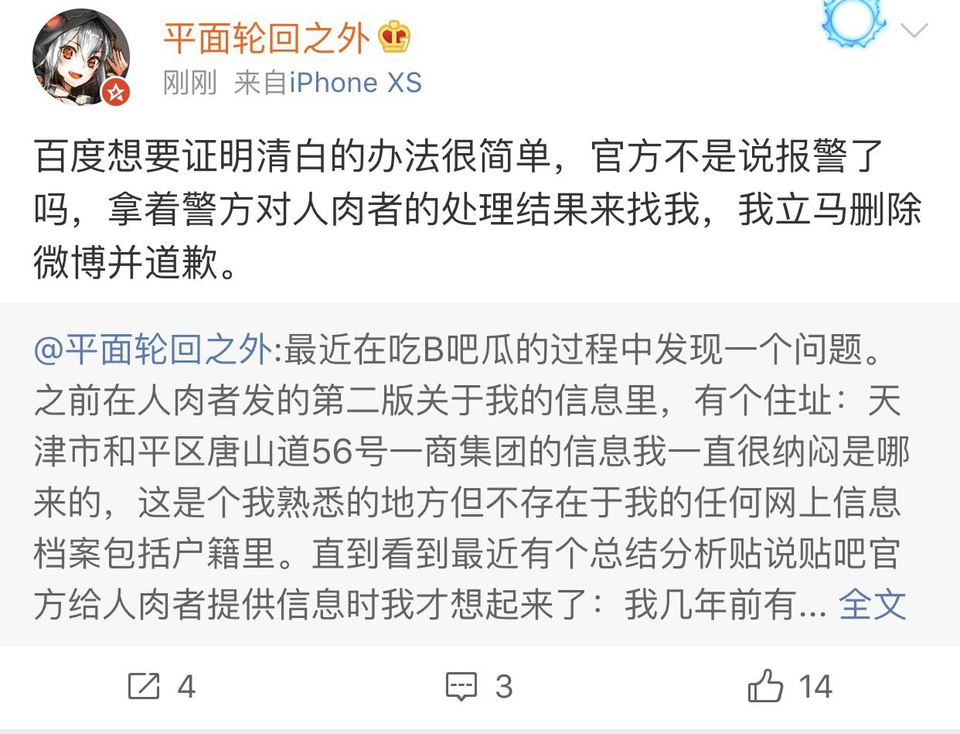 平面轮回之外
刚刚 来自iPhone XS
百度想要证明清白的办法很简单，官方不是说报警了
吗，拿着警方对人肉者的处理结果来找我，我立马删除
微博并道歉。
@平面轮回之外:最近在吃B吧瓜的过程中发现一个问题。
之前在人肉者发的第二版关于我的信息里，有个住址：天
津市和平区唐山道56号一商集团的信息我一直很纳闷是哪
来的，这是个我熟悉的地方但不存在于我的任何网上信息
档案包括户籍里。直到看到最近有个总结分析贴说贴吧官
方给人肉者提供信息时我才想起来了：我几年前有... 全文
4
3
14